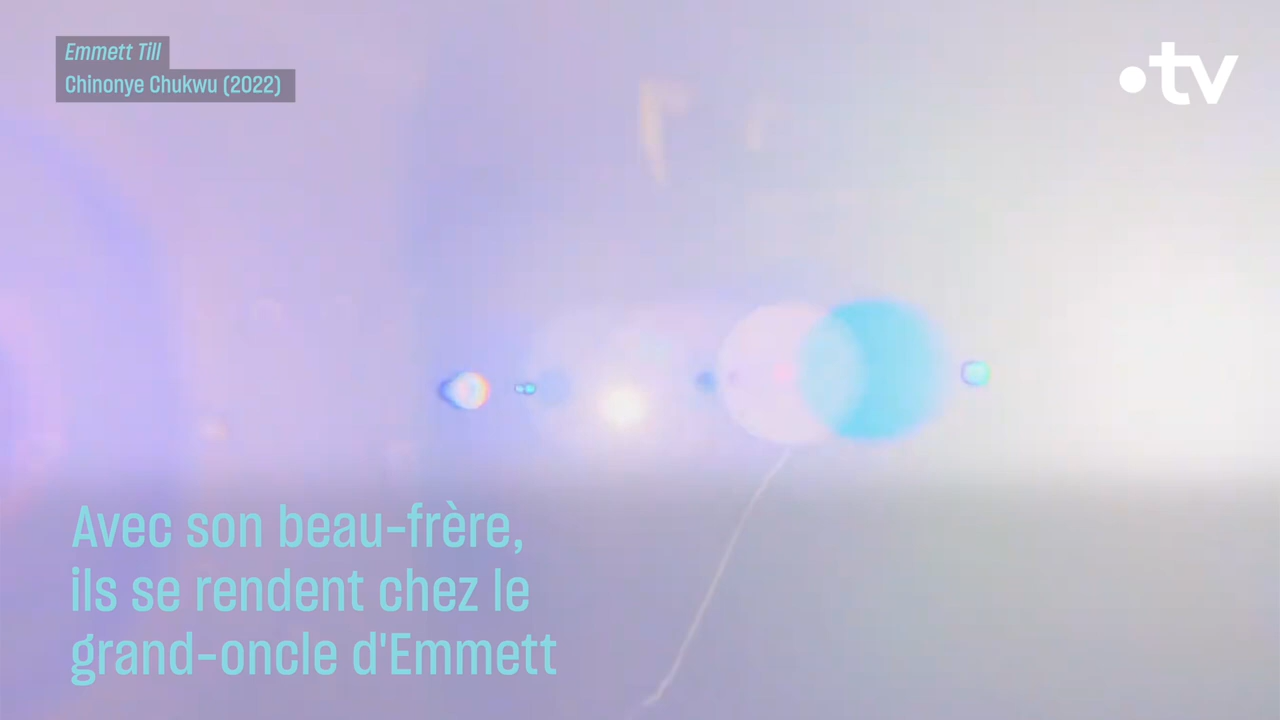 Emmett Till
Chinonye Chukwu (2022)
tv
Avec son beau-frère,
ils se rendent chez le
grand-oncle d'Emmett